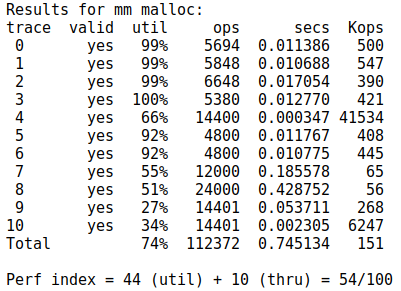 Results for mm malloc:
trace  valid  util     ops      secs  Kops
 0       yes   99%    5694  0.011386   500
 1       yes   99%    5848  0.010688   547
 2       yes   99%    6648  0.017054   390
 3       yes  100%    5380  0.012770   421
 4       yes   66%   14400  0.000347 41534
 5       yes   92%    4800  0.011767   408
 6       yes   92%    4800  0.010775   445
 7       yes   55%   12000  0.185578    65
 8       yes   51%   24000  0.428752    56
 9       yes   27%   14401  0.053711   268
10       yes   34%   14401  0.002305  6247
Total          74%  112372  0.745134   151
Perf index = 44 (util) + 10 (thru) = 54/100